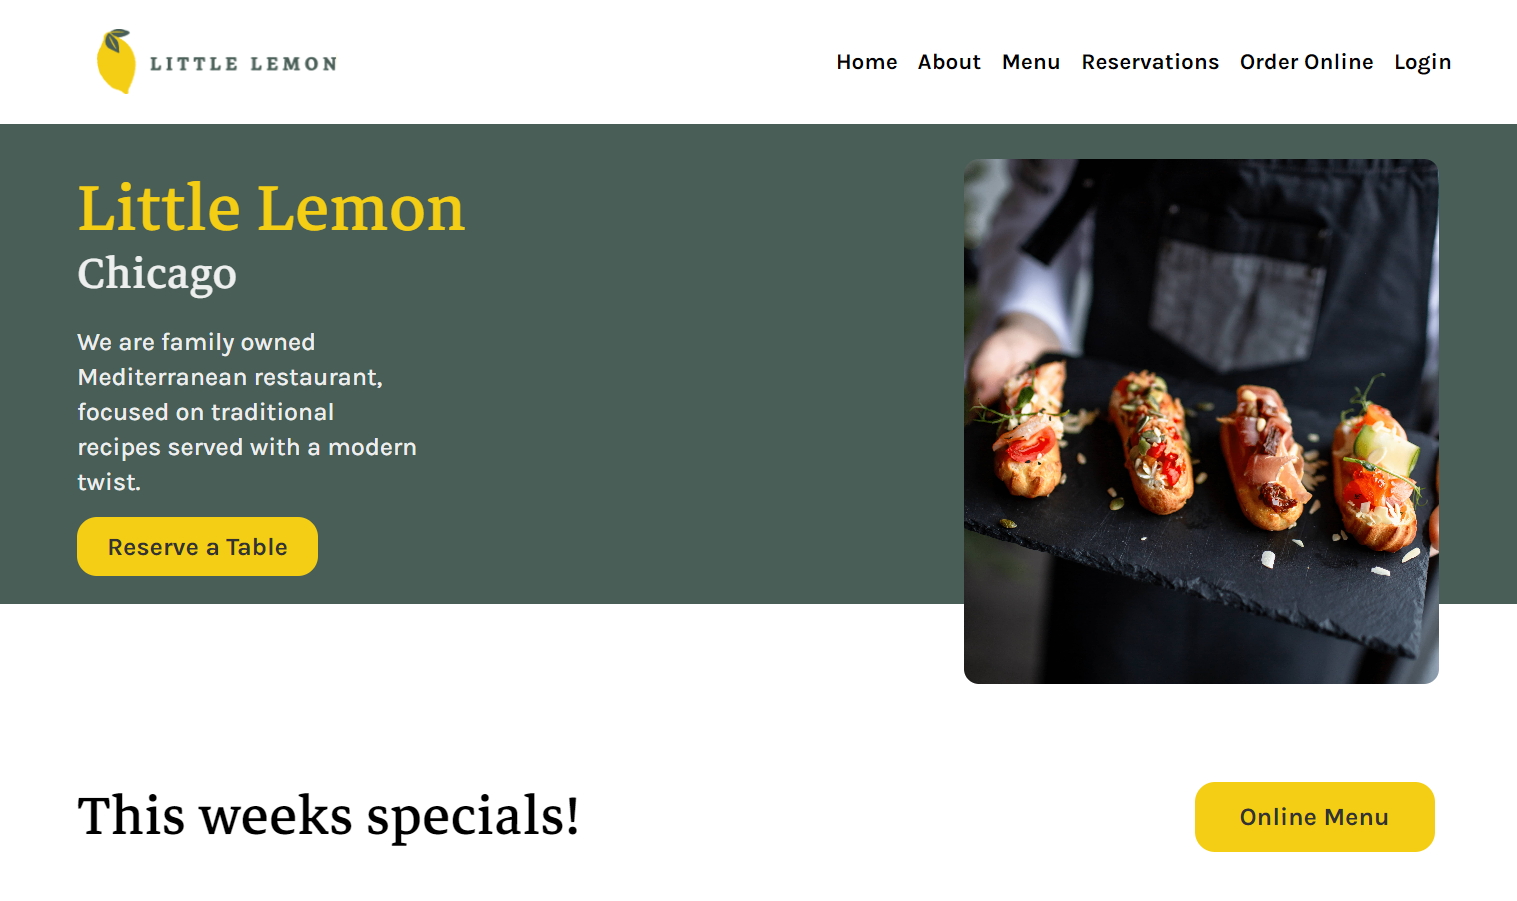 LITTLE LEMON
Home About Menu Reservations Order Online Login
Little Lemon
Chicago
We are family owned
Mediterranean restaurant,
focused on traditional
recipes served with a modern
twist.
Reserve a Table
This weeks specials!
Online Menu